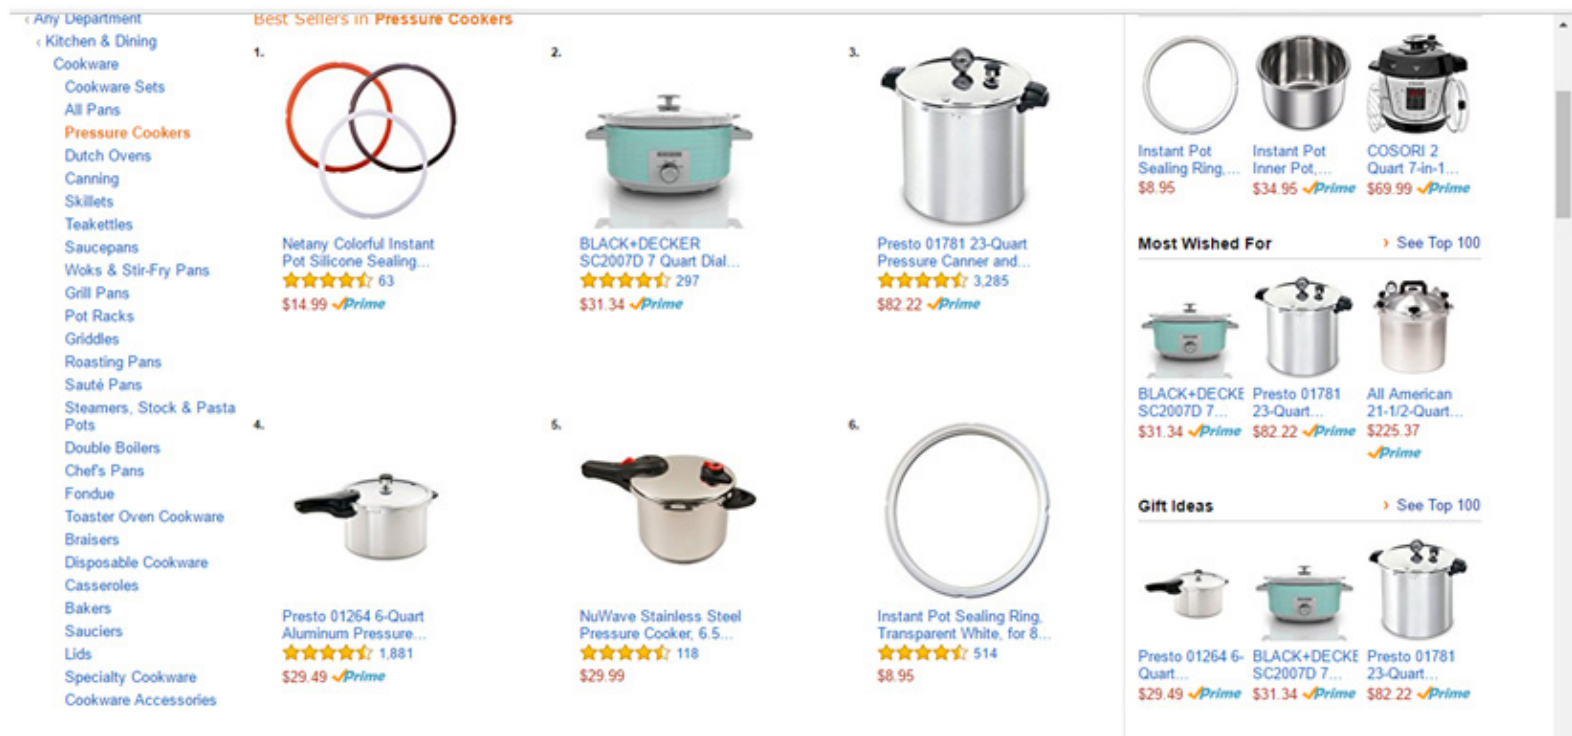 ‹ Any Department
‹ Kitchen & Dining
Cookware
Cookware Sets
All Pans
Pressure Cookers
Dutch Ovens
Canning
Skillets
Teakettles
Saucepans
Woks & Stir-Fry Pans
Grill Pans
Pot Racks
Griddles
Roasting Pans
Sauté Pans
Steamers, Stock & Pasta
Pots
Double Boilers
Chef's Pans
Fondue
Toaster Oven Cookware
Braisers
Disposable Cookware
Casseroles
Bakers
Sauciers
Lids
Specialty Cookware
Cookware Accessories
Best Sellers in Pressure Cookers
1.
Netany Colorful Instant
Pot Silicone Sealing...
63
$14.99 Prime
2.
BLACK+DECKER
SC2007D 7 Quart Dial...
297
$31.34 Prime
3.
Presto 01781 23-Quart
Pressure Canner and...
3,285
$82.22 Prime
4.
Presto 01264 6-Quart
Aluminum Pressure...
1,881
$29.49 Prime
5.
NuWave Stainless Steel
Pressure Cooker, 6.5...
118
$29.99
6.
Instant Pot Sealing Ring,
Transparent White, for 8...
514
$8.95
Instant Pot
Sealing Ring,...
$8.95
Instant Pot
Inner Pot,...
$34.95 Prime
COSORI 2
Quart 7-in-1...
$69.99 Prime
Most Wished For
› See Top 100
BLACK+DECKE
SC2007D 7...
$31.34 Prime
Presto 01781
23-Quart...
$82.22 Prime
All American
21-1/2-Quart...
$225.37
Prime
Gift Ideas
› See Top 100
Presto 01264 6-
Quart...
$29.49 Prime
BLACK+DECKE
SC2007D 7...
$31.34 Prime
Presto 01781
23-Quart...
$82.22 Prime